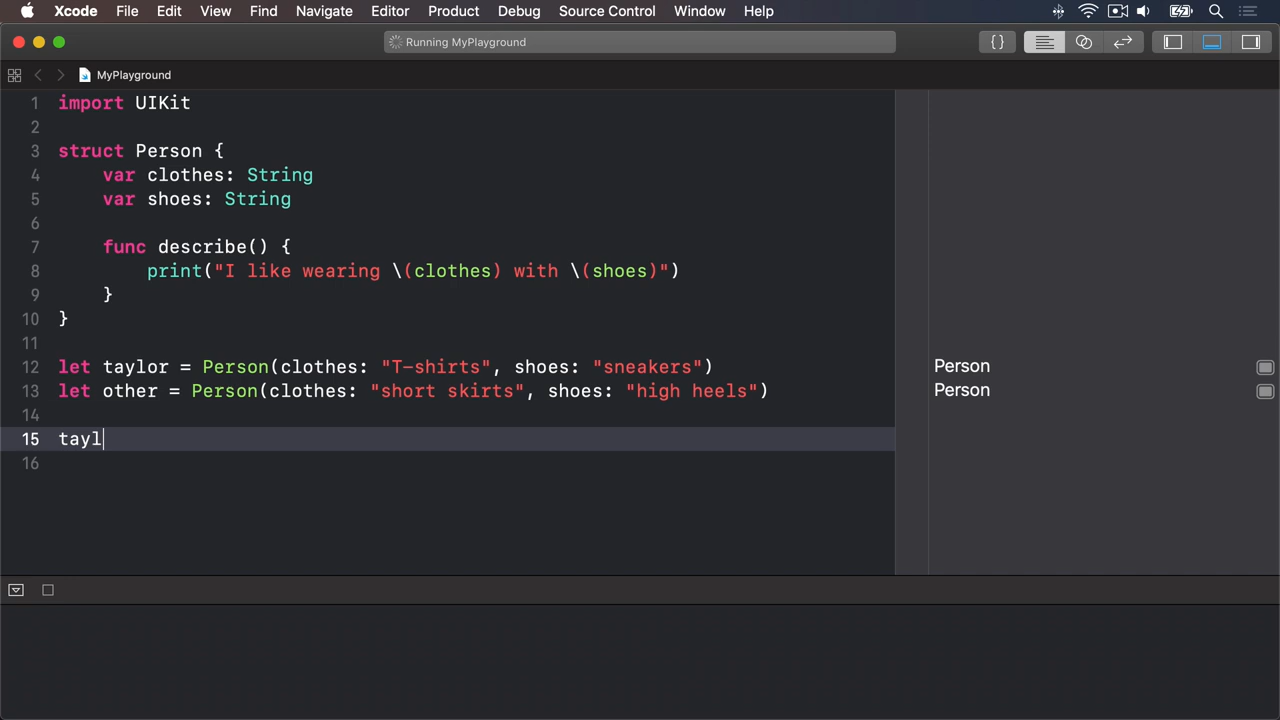 Xcode File Edit View Find Navigate Editor Product Debug Source Control Window Help
Running MyPlayground {}
MyPlayground
1 import UIKit
2
3 struct Person {
4 var clothes: String
5 var shoes: String
6
7 func describe() {
8 print("I like wearing \(clothes) with \(shoes)")
9 }
10 }
11
12 let taylor = Person(clothes: "T-shirts", shoes: "sneakers") Person
13 let other = Person(clothes: "short skirts", shoes: "high heels") Person
14
15 tayl
16